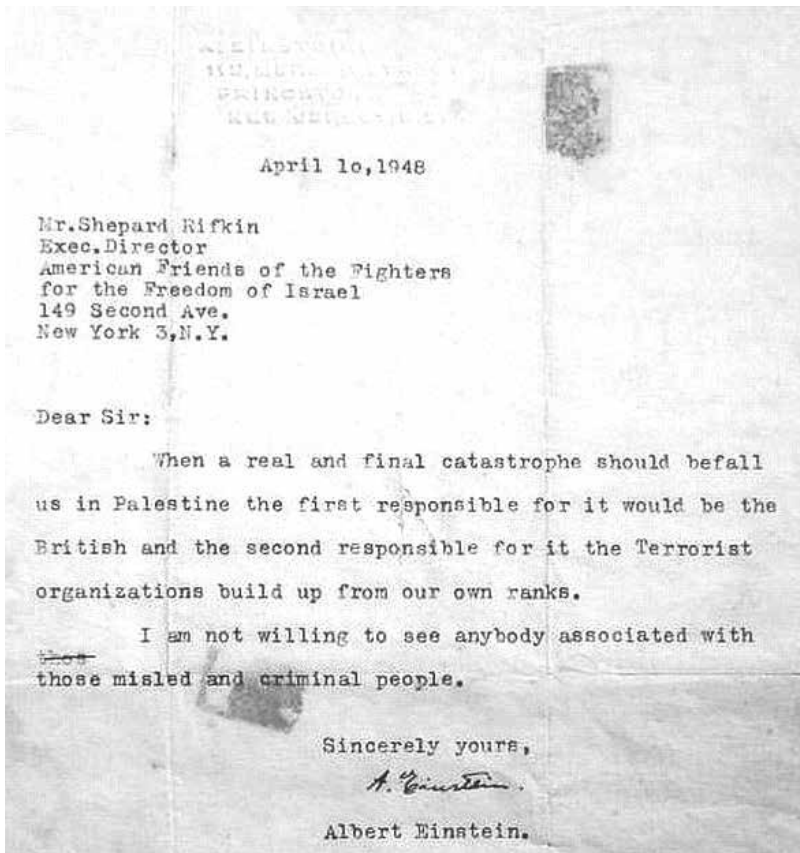 PRINCETON
April 1o,1948
Mr.Shepard Rifkin
Exec.Director
American Friends of the Fighters
for the Freedom of Israel
149 Second Ave.
New York 3,N.Y.
Dear Sir:
When a real and final catastrophe should befall
us in Palestine the first responsible for it would be the
British and the second responsible for it the Terrorist
organizations build up from our own ranks.
I am not willing to see anybody associated with
thos
those misled and criminal people.
Sincerely yours,
A. Einstein.
Albert Einstein.